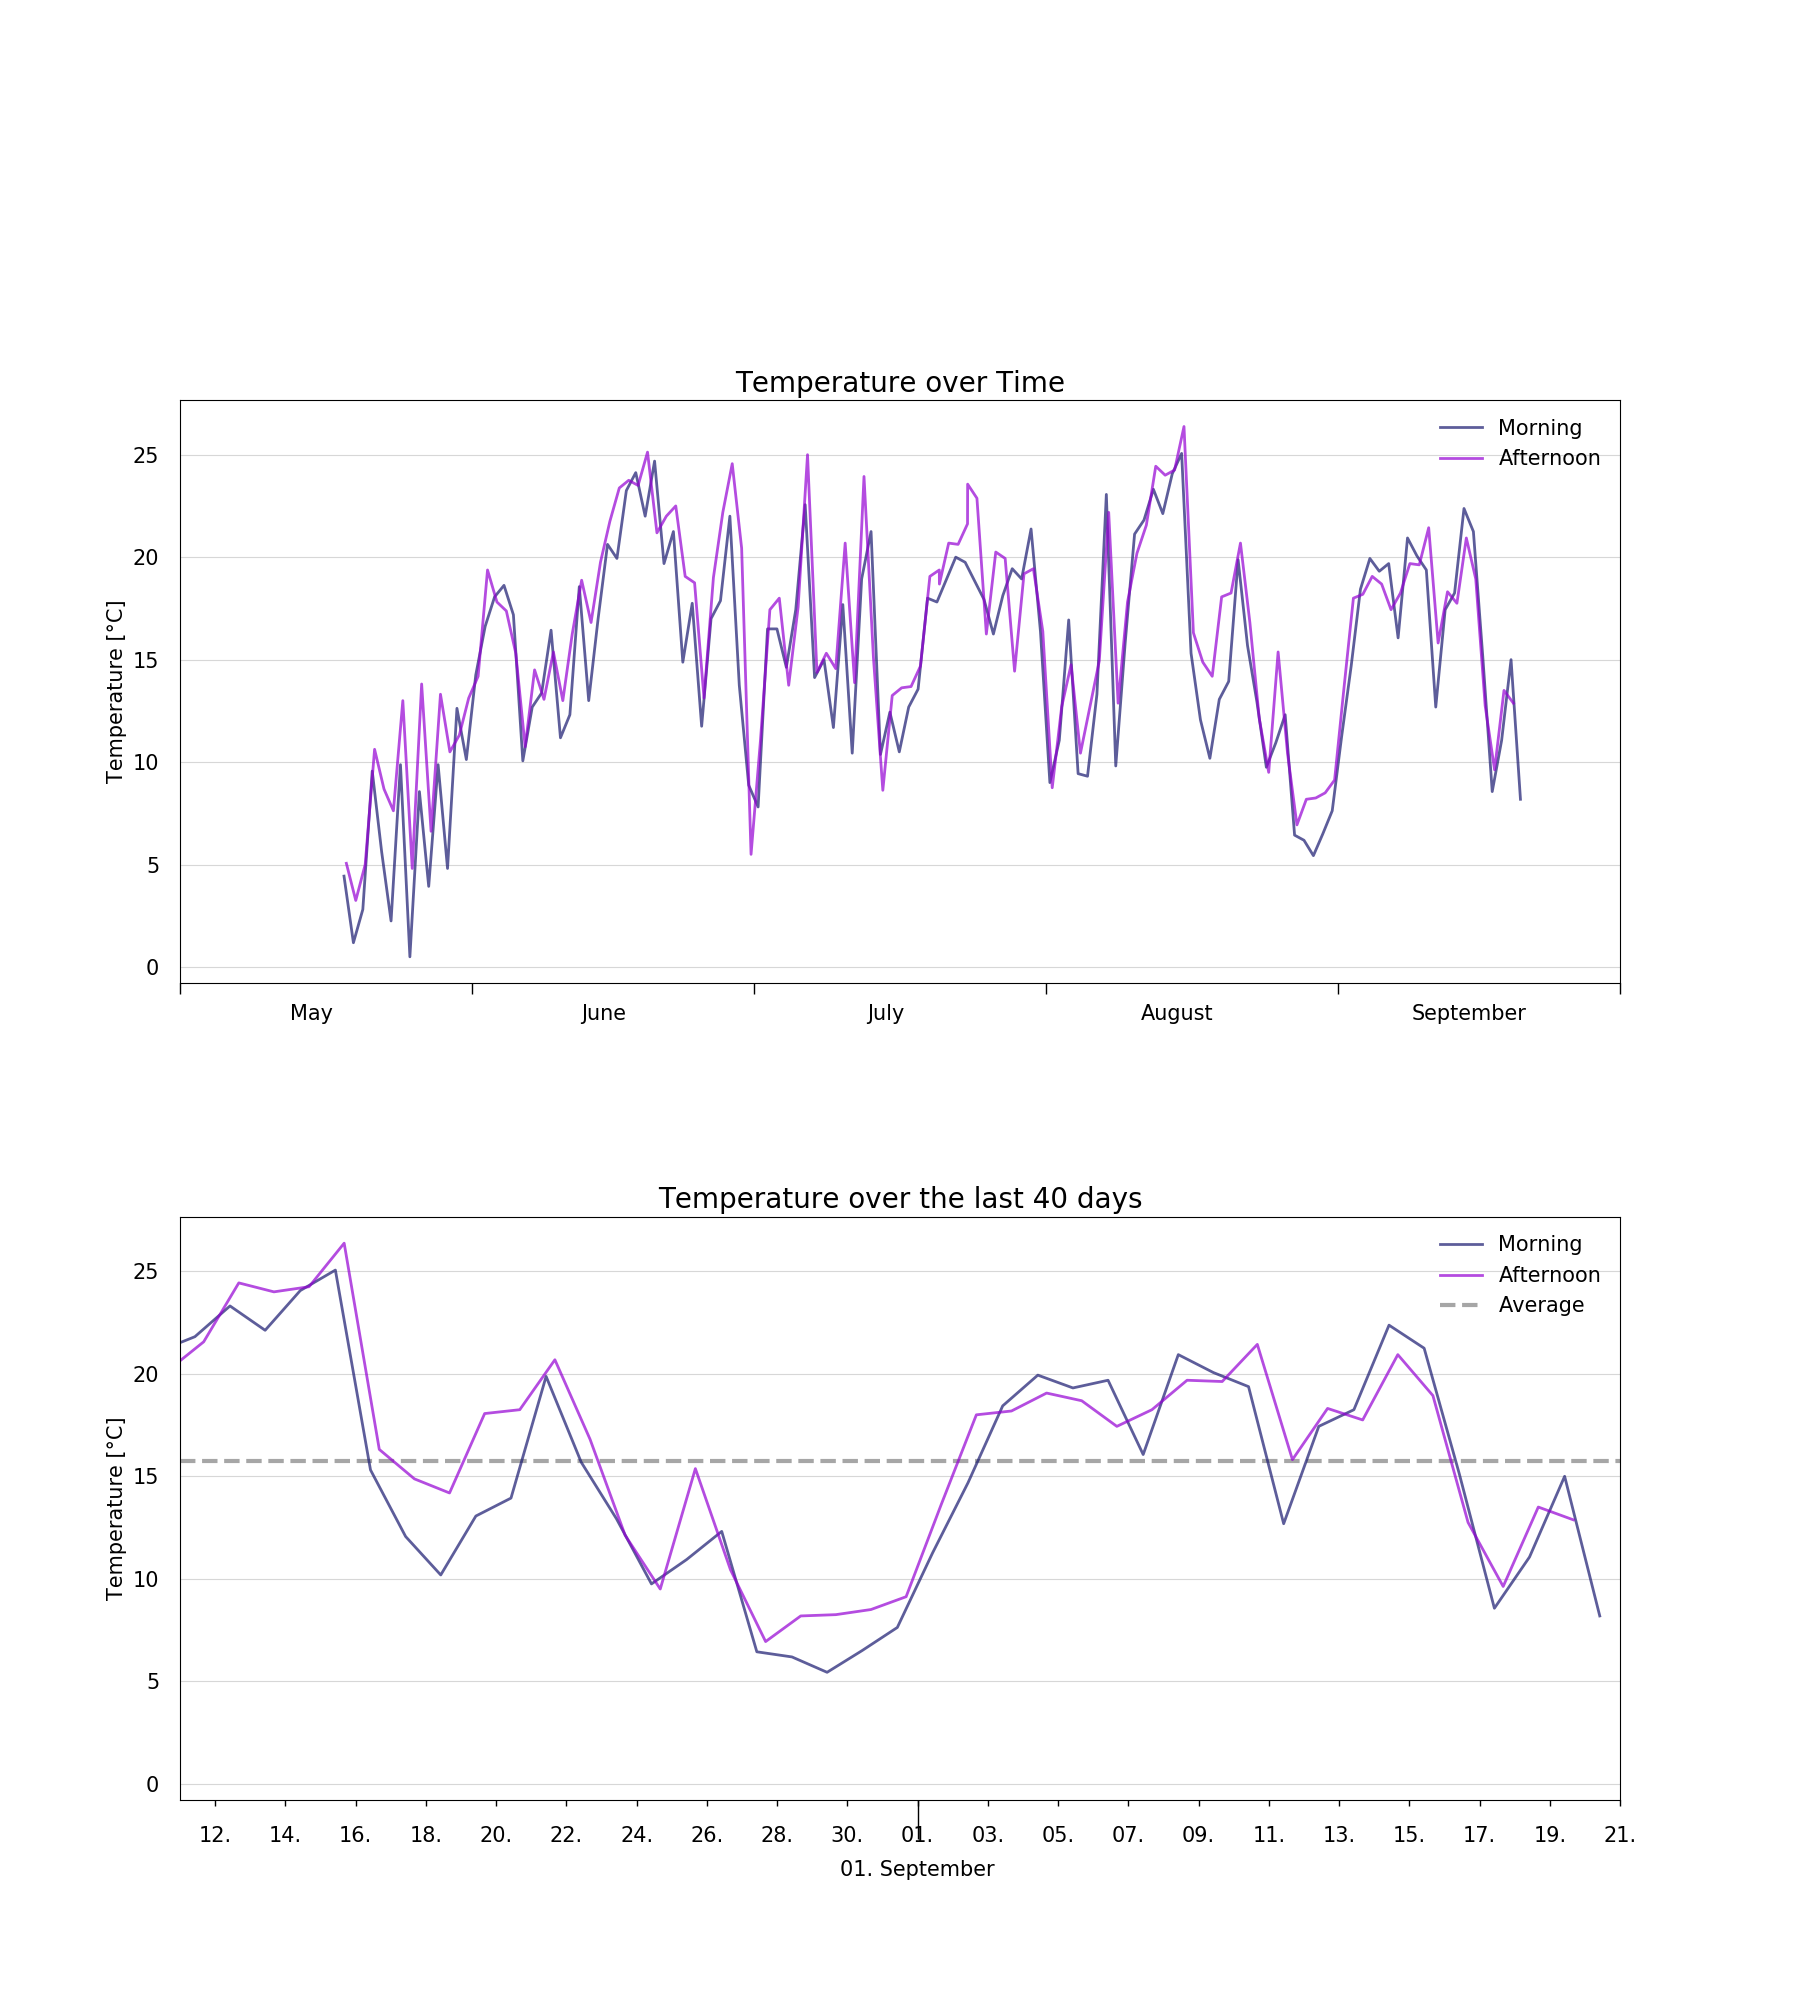 Temperature over Time
Morning
Afternoon
Temperature [°C]
25
20
15
10
5
0
May June July August September
Temperature over the last 40 days
Morning
Afternoon
Average
Temperature [°C]
25
20
15
10
5
0
12. 14. 16. 18. 20. 22. 24. 26. 28. 30. 01. 03. 05. 07. 09. 11. 13. 15. 17. 19. 21.
01. September